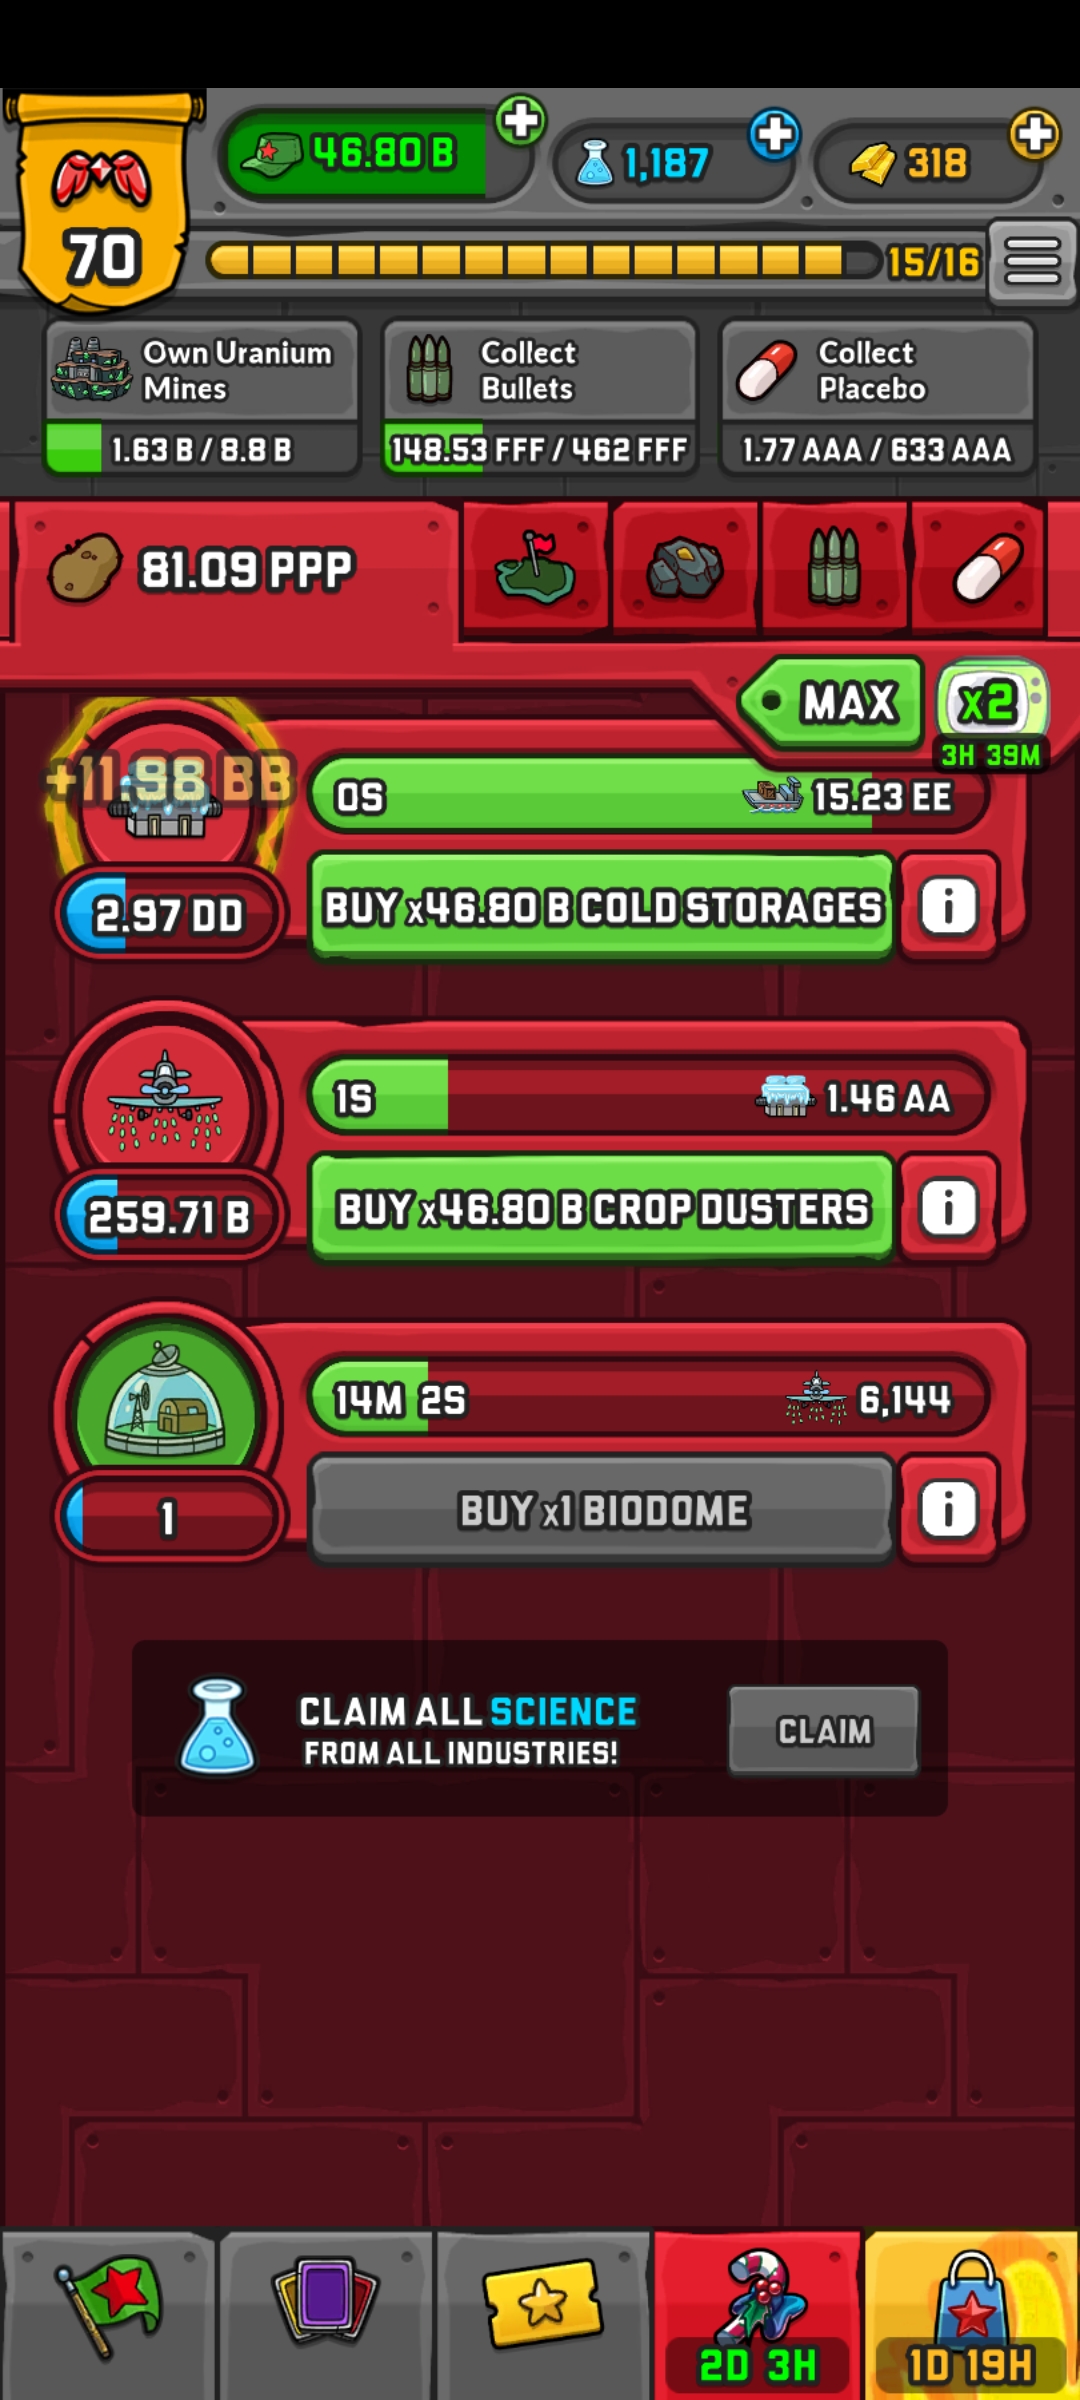 46.80 B
1,187
318
70
15/16
Own Uranium
Mines
Collect
Bullets
Collect
Placebo
1.63 B / 8.8 B
148.53 FFF / 462 FFF
1.77 AAA / 633 AAA
81.09 PPP
MAX
x2
3H 39M
+11.98 BB
0S
15.23 EE
2.97 DD
BUY x46.80 B COLD STORAGES
i
1S
1.46 AA
259.71 B
BUY x46.80 B CROP DUSTERS
i
14M 2S
6,144
1
BUY x1 BIODOME
i
CLAIM ALL SCIENCE
FROM ALL INDUSTRIES!
CLAIM
2D 3H
1D 19H